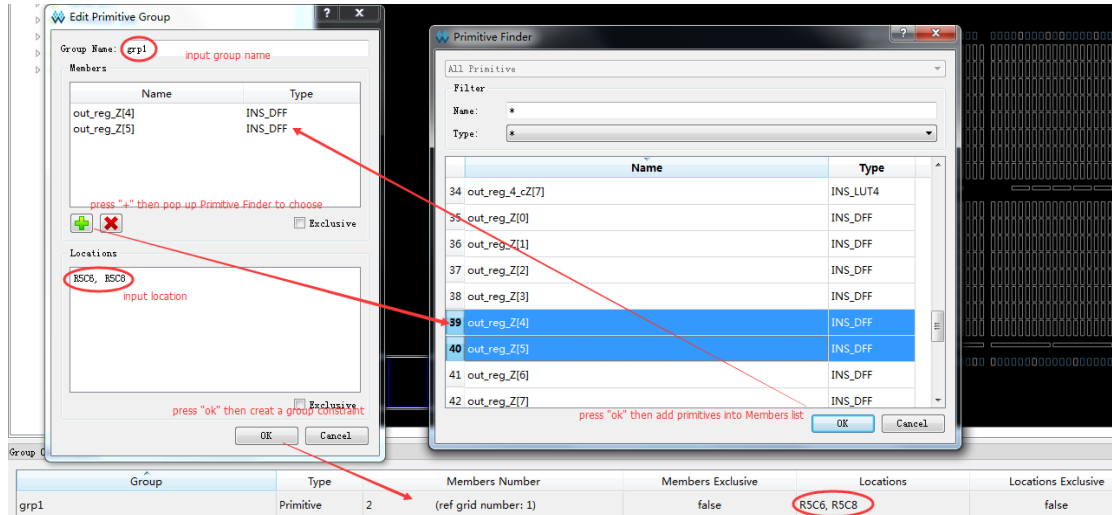 Edit Primitive Group
Group Name: grp1
input group name
Members
Name Type
out_reg_Z[4] INS_DFF
out_reg_Z[5] INS_DFF
press "+" then pop up Primitive Finder to choose
Exclusive
Locations
R5C6, R5C8
input location
Exclusive
press "ok" then creat a group constraint
OK Cancel
Primitive Finder
All Primitive
Filter
Name: *
Type: *
Name Type
34 out_reg_4_cZ[7] INS_LUT4
35 out_reg_Z[0] INS_DFF
36 out_reg_Z[1] INS_DFF
37 out_reg_Z[2] INS_DFF
38 out_reg_Z[3] INS_DFF
39 out_reg_Z[4] INS_DFF
40 out_reg_Z[5] INS_DFF
41 out_reg_Z[6] INS_DFF
42 out_reg_Z[7] INS_DFF
press "ok" then add primitives into Members list
OK Cancel
Group
Group Type Members Number Members Exclusive Locations Locations Exclusive
grp1 Primitive 2 (ref grid number: 1) false R5C6, R5C8 false